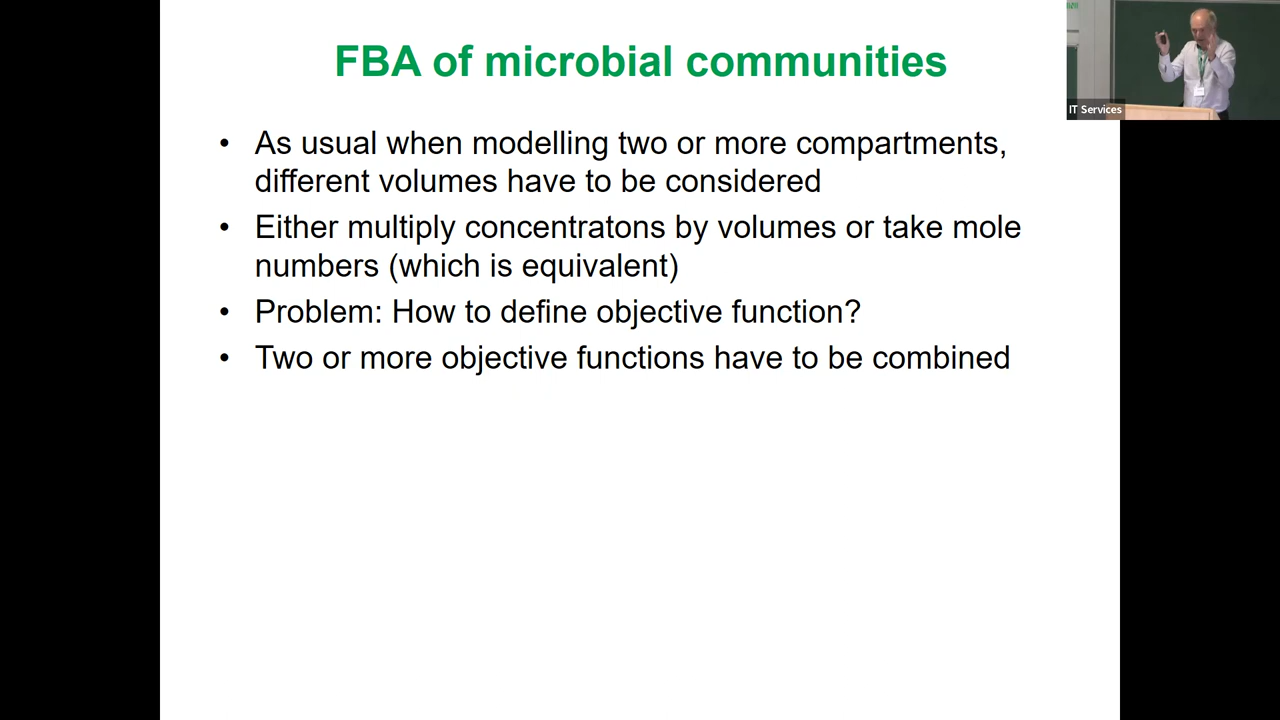 FBA of microbial communities
• As usual when modelling two or more compartments,
different volumes have to be considered
• Either multiply concentratons by volumes or take mole
numbers (which is equivalent)
• Problem: How to define objective function?
• Two or more objective functions have to be combined
IT Services